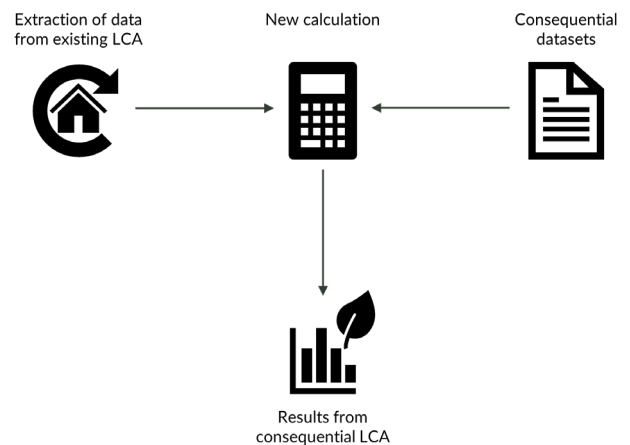 Extraction of data
from existing LCA
New calculation
Consequential
datasets
Results from
consequential LCA